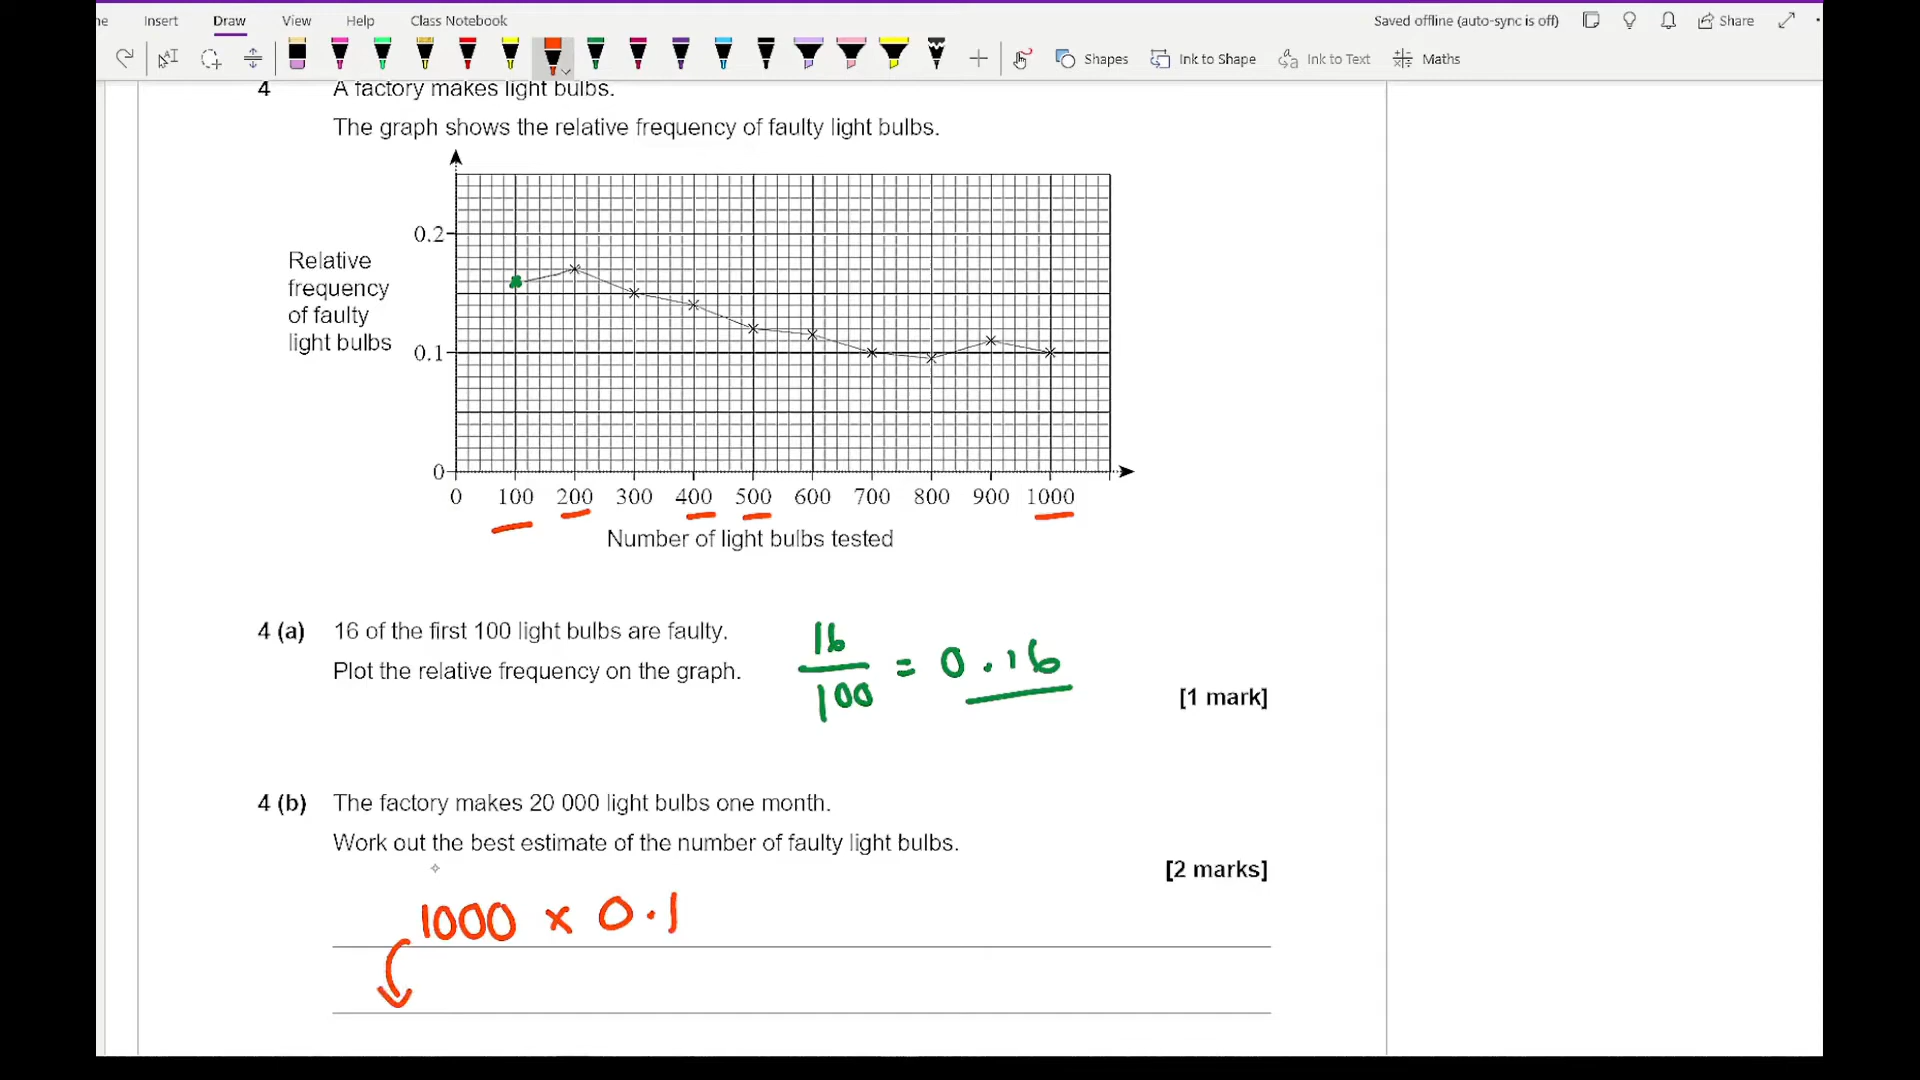 Insert Draw View Help Class Notebook Saved offline (auto-sync is off) Share
Shapes Ink to Shape Ink to Text Maths
4 A factory makes light bulbs.
The graph shows the relative frequency of faulty light bulbs.
0.2
Relative
frequency
of faulty
light bulbs
0.1
0
0 100 200 300 400 500 600 700 800 900 1000
Number of light bulbs tested
4 (a) 16 of the first 100 light bulbs are faulty.
Plot the relative frequency on the graph.
16
100 = 0.16
[1 mark]
4 (b) The factory makes 20 000 light bulbs one month.
Work out the best estimate of the number of faulty light bulbs.
[2 marks]
1000 x 0.1